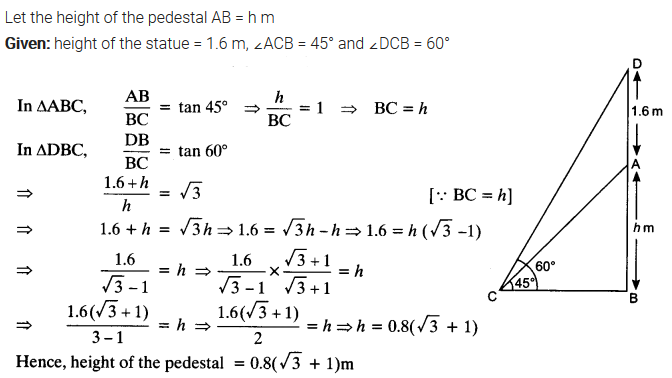 Let the height of the pedestal AB = h m
Given: height of the statue = 1.6 m, ∠ACB = 45° and ∠DCB = 60°
In ΔABC, AB/BC = tan 45° ⇒ h/BC = 1 ⇒ BC = h
In ΔDBC, DB/BC = tan 60°
⇒ (1.6+h)/h = √3 [∵ BC = h]
⇒ 1.6 + h = √3h ⇒ 1.6 = √3h – h ⇒ 1.6 = h (√3 –1)
⇒ 1.6/(√3 –1) = h ⇒ 1.6/(√3 –1) × (√3 +1)/(√3 +1) = h
⇒ 1.6(√3 +1)/(3 – 1) = h ⇒ 1.6(√3 +1)/2 = h ⇒ h = 0.8(√3 + 1)
Hence, height of the pedestal = 0.8(√3 + 1)m
D
1.6 m
A
h m
60°
45°
C
B